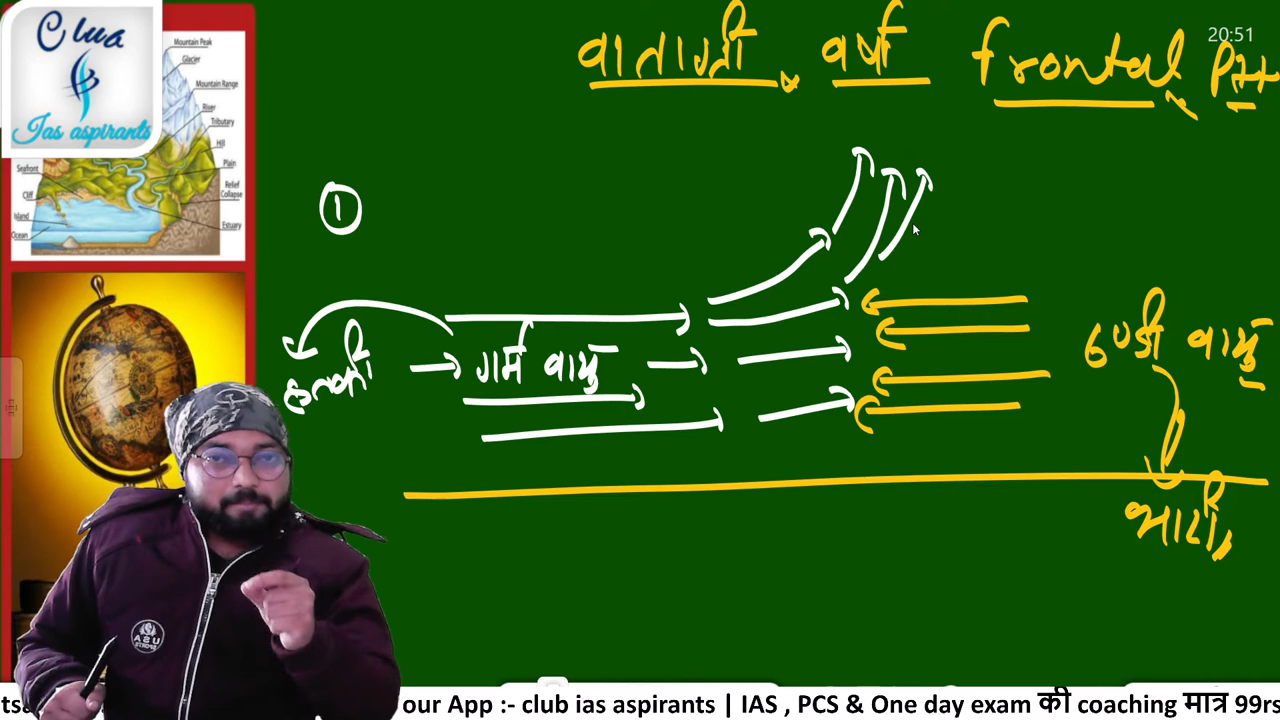 Clua
Ias aspirants
Mountain Peak
Glacier
Mountain Range
River
Tributary
Hill
Plain
Seafront
Relief
Collapse
Cliff
Island
Estuary
Ocean
20:51
वाताग्री वर्षा frontal
①
हल्की
गर्म वायु
ठण्डी वायु
भारी
USA
our App :- club ias aspirants | IAS , PCS & One day exam की coaching मात्र 99rs